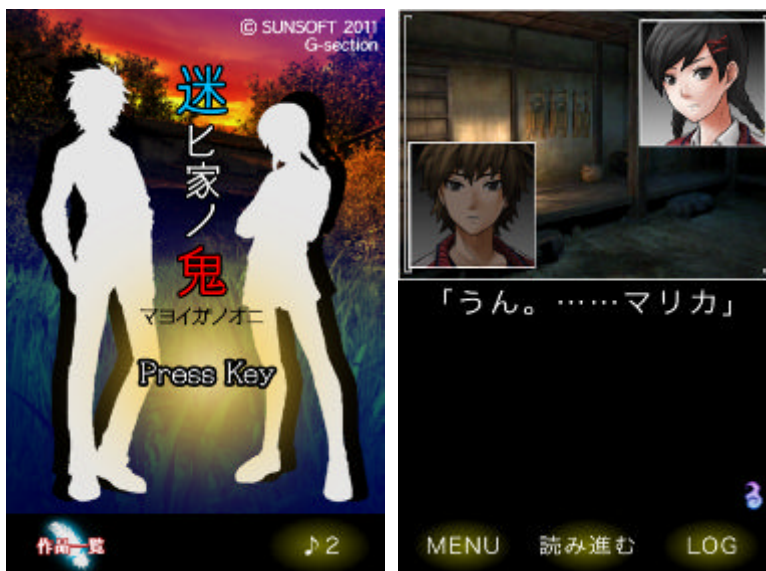 © SUNSOFT 2011
G-section
迷ヒ家ノ鬼
マヨイガノオニ
Press Key
作品一覧
♪2
「うん。……マリカ」
MENU
読み進む
LOG